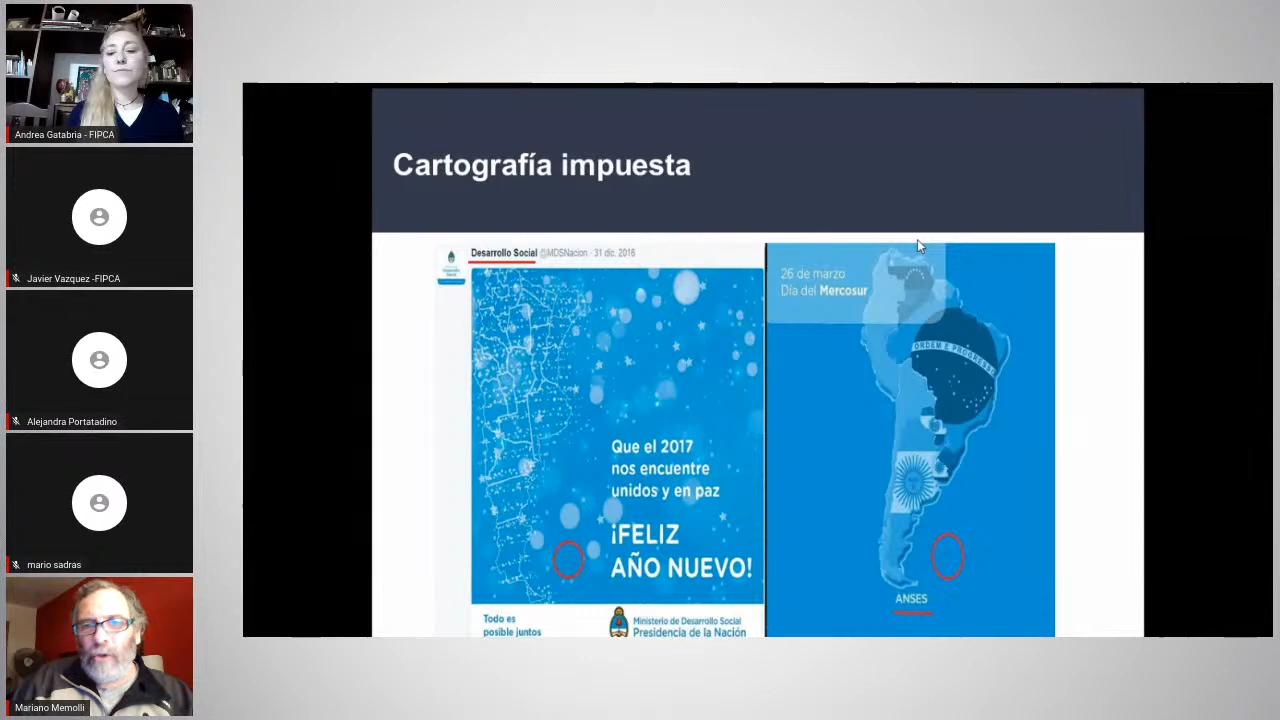 Andrea Gatabria - FIPCA
Javier Vazquez -FIPCA
Alejandra Portatadino
mario sadras
Mariano Memolli
Cartografía impuesta
Desarrollo Social @MDSNacion · 31 dic. 2016
Que el 2017
nos encuentre
unidos y en paz
¡FELIZ
AÑO NUEVO!
Todo es
posible juntos
Ministerio de Desarrollo Social
Presidencia de la Nación
26 de marzo
Día del Mercosur
ORDEM E PROGRESSO
ANSES